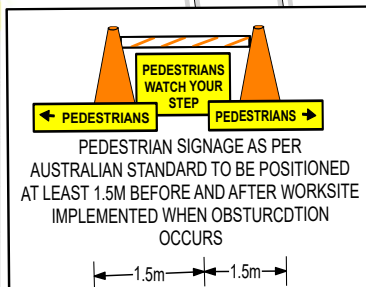 PEDESTRIANS
WATCH YOUR
STEP
PEDESTRIANS
PEDESTRIANS
PEDESTRIAN SIGNAGE AS PER
AUSTRALIAN STANDARD TO BE POSITIONED
AT LEAST 1.5M BEFORE AND AFTER WORKSITE
IMPLEMENTED WHEN OBSTURCDTION
OCCURS
1.5m
1.5m